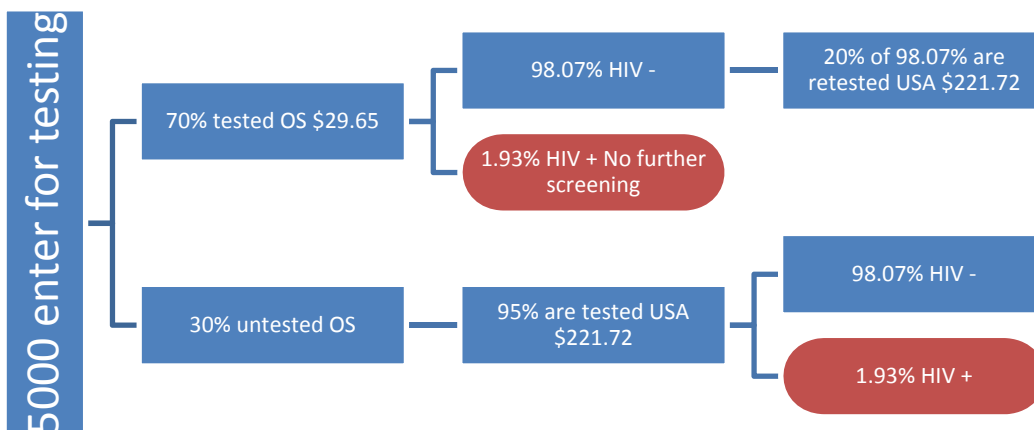 5000 enter for testing
70% tested OS $29.65
98.07% HIV -
20% of 98.07% are
retested USA $221.72
1.93% HIV + No further
screening
30% untested OS
95% are tested USA
$221.72
98.07% HIV -
1.93% HIV +